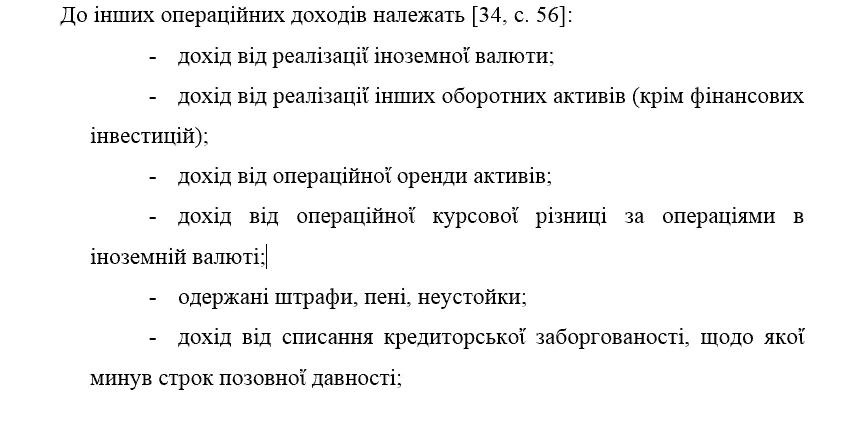 До інших операційних доходів належать [34, с. 56]:
- дохід від реалізації іноземної валюти;
- дохід від реалізації інших оборотних активів (крім фінансових
інвестицій);
- дохід від операційної оренди активів;
- дохід від операційної курсової різниці за операціями в
іноземній валюті;
- одержані штрафи, пені, неустойки;
- дохід від списання кредиторської заборгованості, щодо якої
минув строк позовної давності;